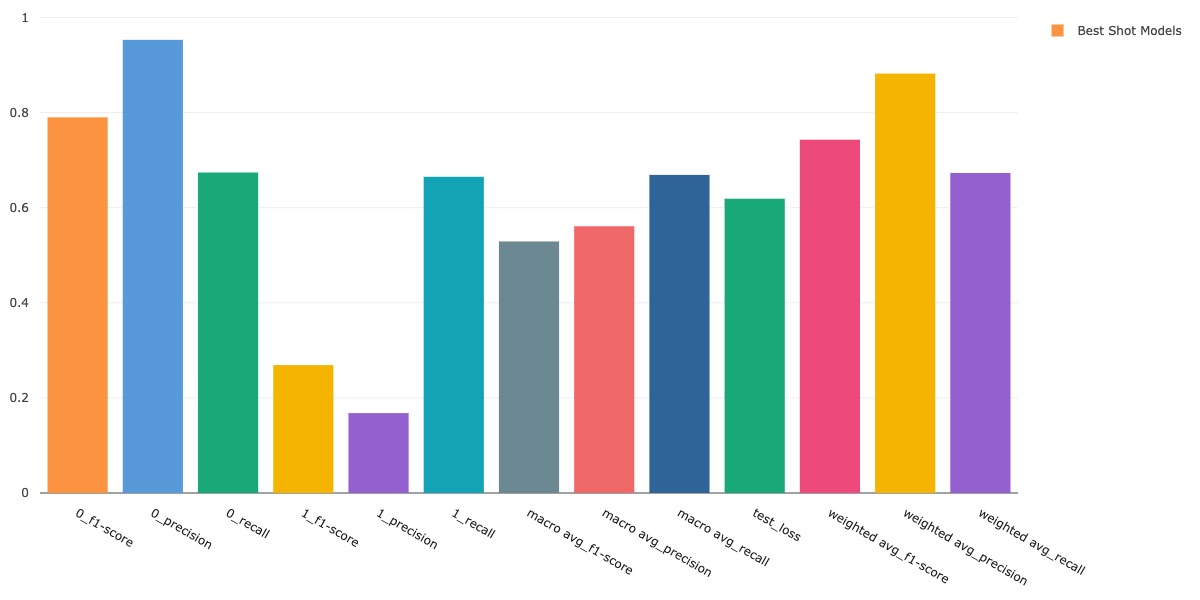 1
0.8
0.6
0.4
0.2
0
0_f1-score
0_precision
0_recall
1_f1-score
1_precision
1_recall
macro avg_f1-score
macro avg_precision
macro avg_recall
test_loss
weighted avg_f1-score
weighted avg_precision
weighted avg_recall
Best Shot Models